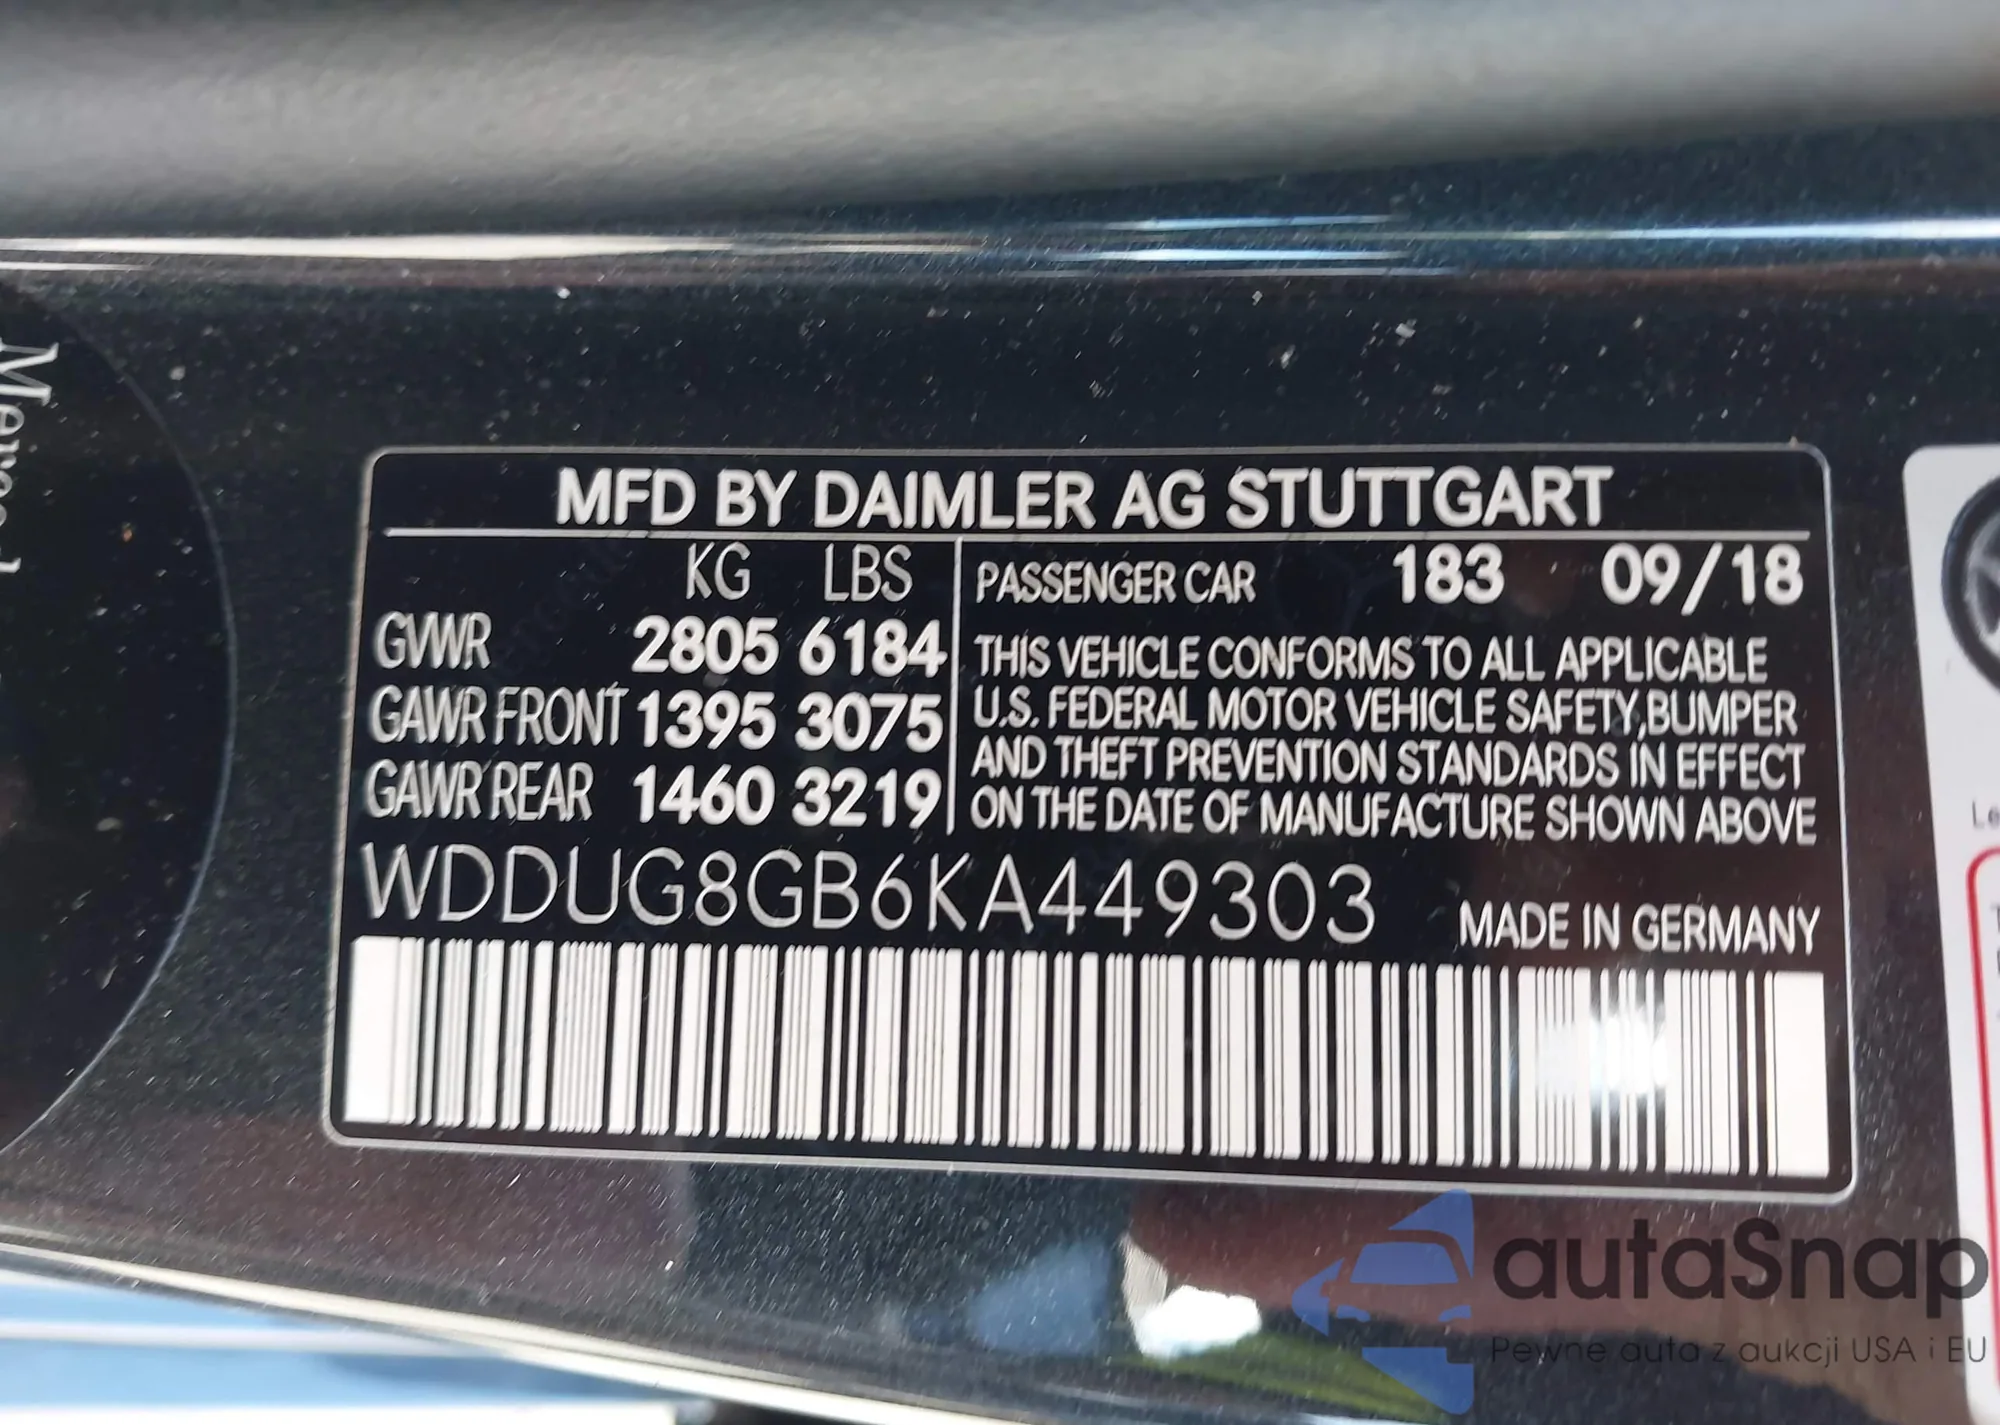 MFD BY DAIMLER AG STUTTGART
KG LBS
GVWR 2805 6184
GAWR FRONT 1395 3075
GAWR REAR 1460 3219
PASSENGER CAR 183 09/18
THIS VEHICLE CONFORMS TO ALL APPLICABLE
U.S. FEDERAL MOTOR VEHICLE SAFETY,BUMPER
AND THEFT PREVENTION STANDARDS IN EFFECT
ON THE DATE OF MANUFACTURE SHOWN ABOVE
WDDUG8GB6KA449303
MADE IN GERMANY
autaSnap
Pewne auta z aukcji USA i EU